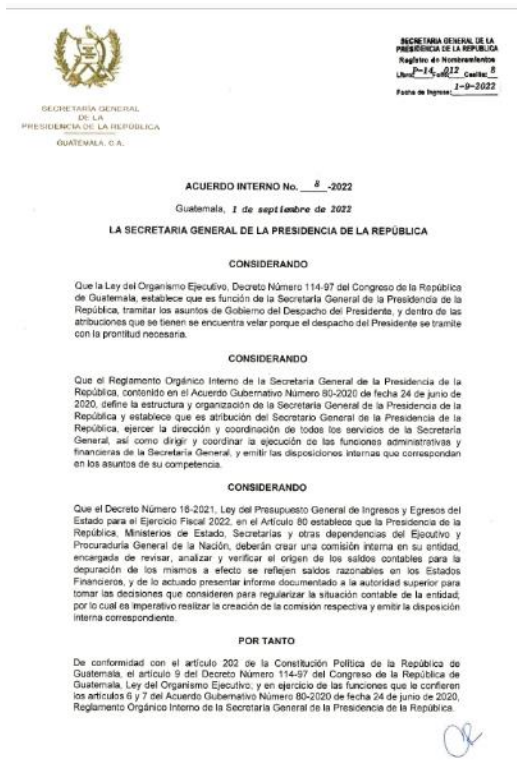 SECRETARIA GENERAL DE LA
PRESIDENCIA DE LA REPUBLICA
Registro de Nombramientos
Libro P-14 Folio 012 Casilla: 8
Fecha de Ingreso: 1-9-2022
SECRETARÍA GENERAL
DE LA
PRESIDENCIA DE LA REPÚBLICA
GUATEMALA, C.A.
ACUERDO INTERNO No. 8 -2022
Guatemala, 1 de septiembre de 2022
LA SECRETARIA GENERAL DE LA PRESIDENCIA DE LA REPÚBLICA
CONSIDERANDO
Que la Ley del Organismo Ejecutivo, Decreto Número 114-97 del Congreso de la República
de Guatemala, establece que es función de la Secretaría General de la Presidencia de la
República, tramitar los asuntos de Gobierno del Despacho del Presidente, y dentro de las
atribuciones que se tienen se encuentra velar porque el despacho del Presidente se tramite
con la prontitud necesaria.
CONSIDERANDO
Que el Reglamento Orgánico Interno de la Secretaría General de la Presidencia de la
República, contenido en el Acuerdo Gubernativo Número 80-2020 de fecha 24 de junio de
2020, define la estructura y organización de la Secretaría General de la Presidencia de la
República y establece que es atribución del Secretario General de la Presidencia de la
República, ejercer la dirección y coordinación de todos los servicios de la Secretaría
General, así como dirigir y coordinar la ejecución de las funciones administrativas y
financieras de la Secretaría General, y emitir las disposiciones internas que correspondan
en los asuntos de su competencia.
CONSIDERANDO
Que el Decreto Número 16-2021, Ley del Presupuesto General de Ingresos y Egresos del
Estado para el Ejercicio Fiscal 2022, en el Artículo 80 establece que la Presidencia de la
República, Ministerios de Estado, Secretarías y otras dependencias del Ejecutivo y
Procuraduría General de la Nación, deberán crear una comisión interna en su entidad,
encargada de revisar, analizar y verificar el origen de los saldos contables para la
depuración de los mismos a efecto se reflejen saldos razonables en los Estados
Financieros, y de lo actuado presentar informe documentado a la autoridad superior para
tomar las decisiones que consideren para regularizar la situación contable de la entidad;
por lo cual es imperativo realizar la creación de la comisión respectiva y emitir la disposición
interna correspondiente.
POR TANTO
De conformidad con el artículo 202 de la Constitución Política de la República de
Guatemala, el artículo 9 del Decreto Número 114-97 del Congreso de la República de
Guatemala, Ley del Organismo Ejecutivo; y en ejercicio de las funciones que le confieren
los artículos 6 y 7 del Acuerdo Gubernativo Número 80-2020 de fecha 24 de junio de 2020,
Reglamento Orgánico Interno de la Secretaría General de la Presidencia de la República.